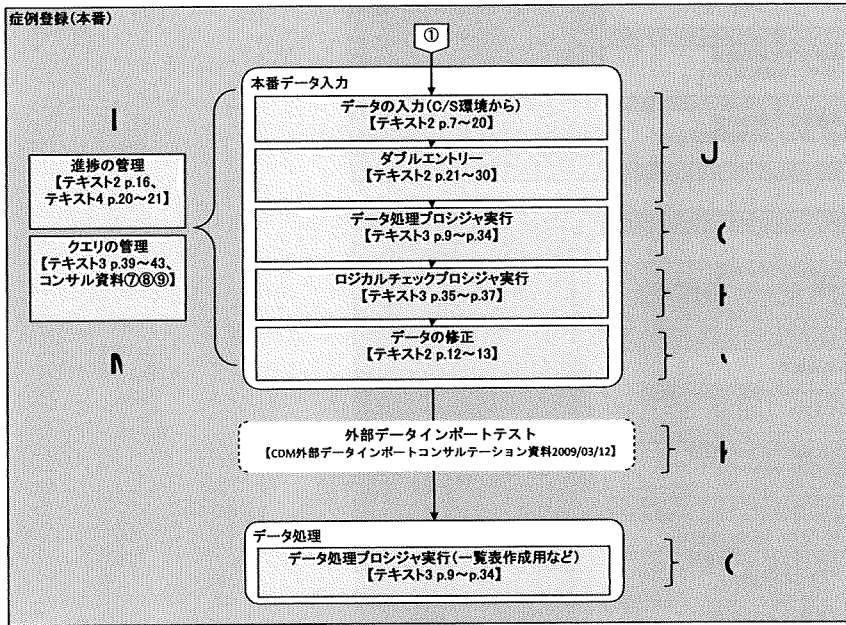 症例登録(本番)
①
本番データ入力
データの入力(C/S環境から)
【テキスト2 p.7~20】
ダブルエントリー
【テキスト2 p.21~30】
データ処理プロシジャ実行
【テキスト3 p.9~p.34】
ロジカルチェックプロシジャ実行
【テキスト3 p.35~p.37】
データの修正
【テキスト2 p.12~13】
進捗の管理
【テキスト2 p.16、
テキスト4 p.20~21】
クエリの管理
【テキスト3 p.39~43、
コンサル資料⑦⑧⑨】
外部データインポートテスト
【CDM外部データインポートコンサルテーション資料2009/03/12】
データ処理
データ処理プロシジャ実行(一覧表作成用など)
【テキスト3 p.9~p.34】